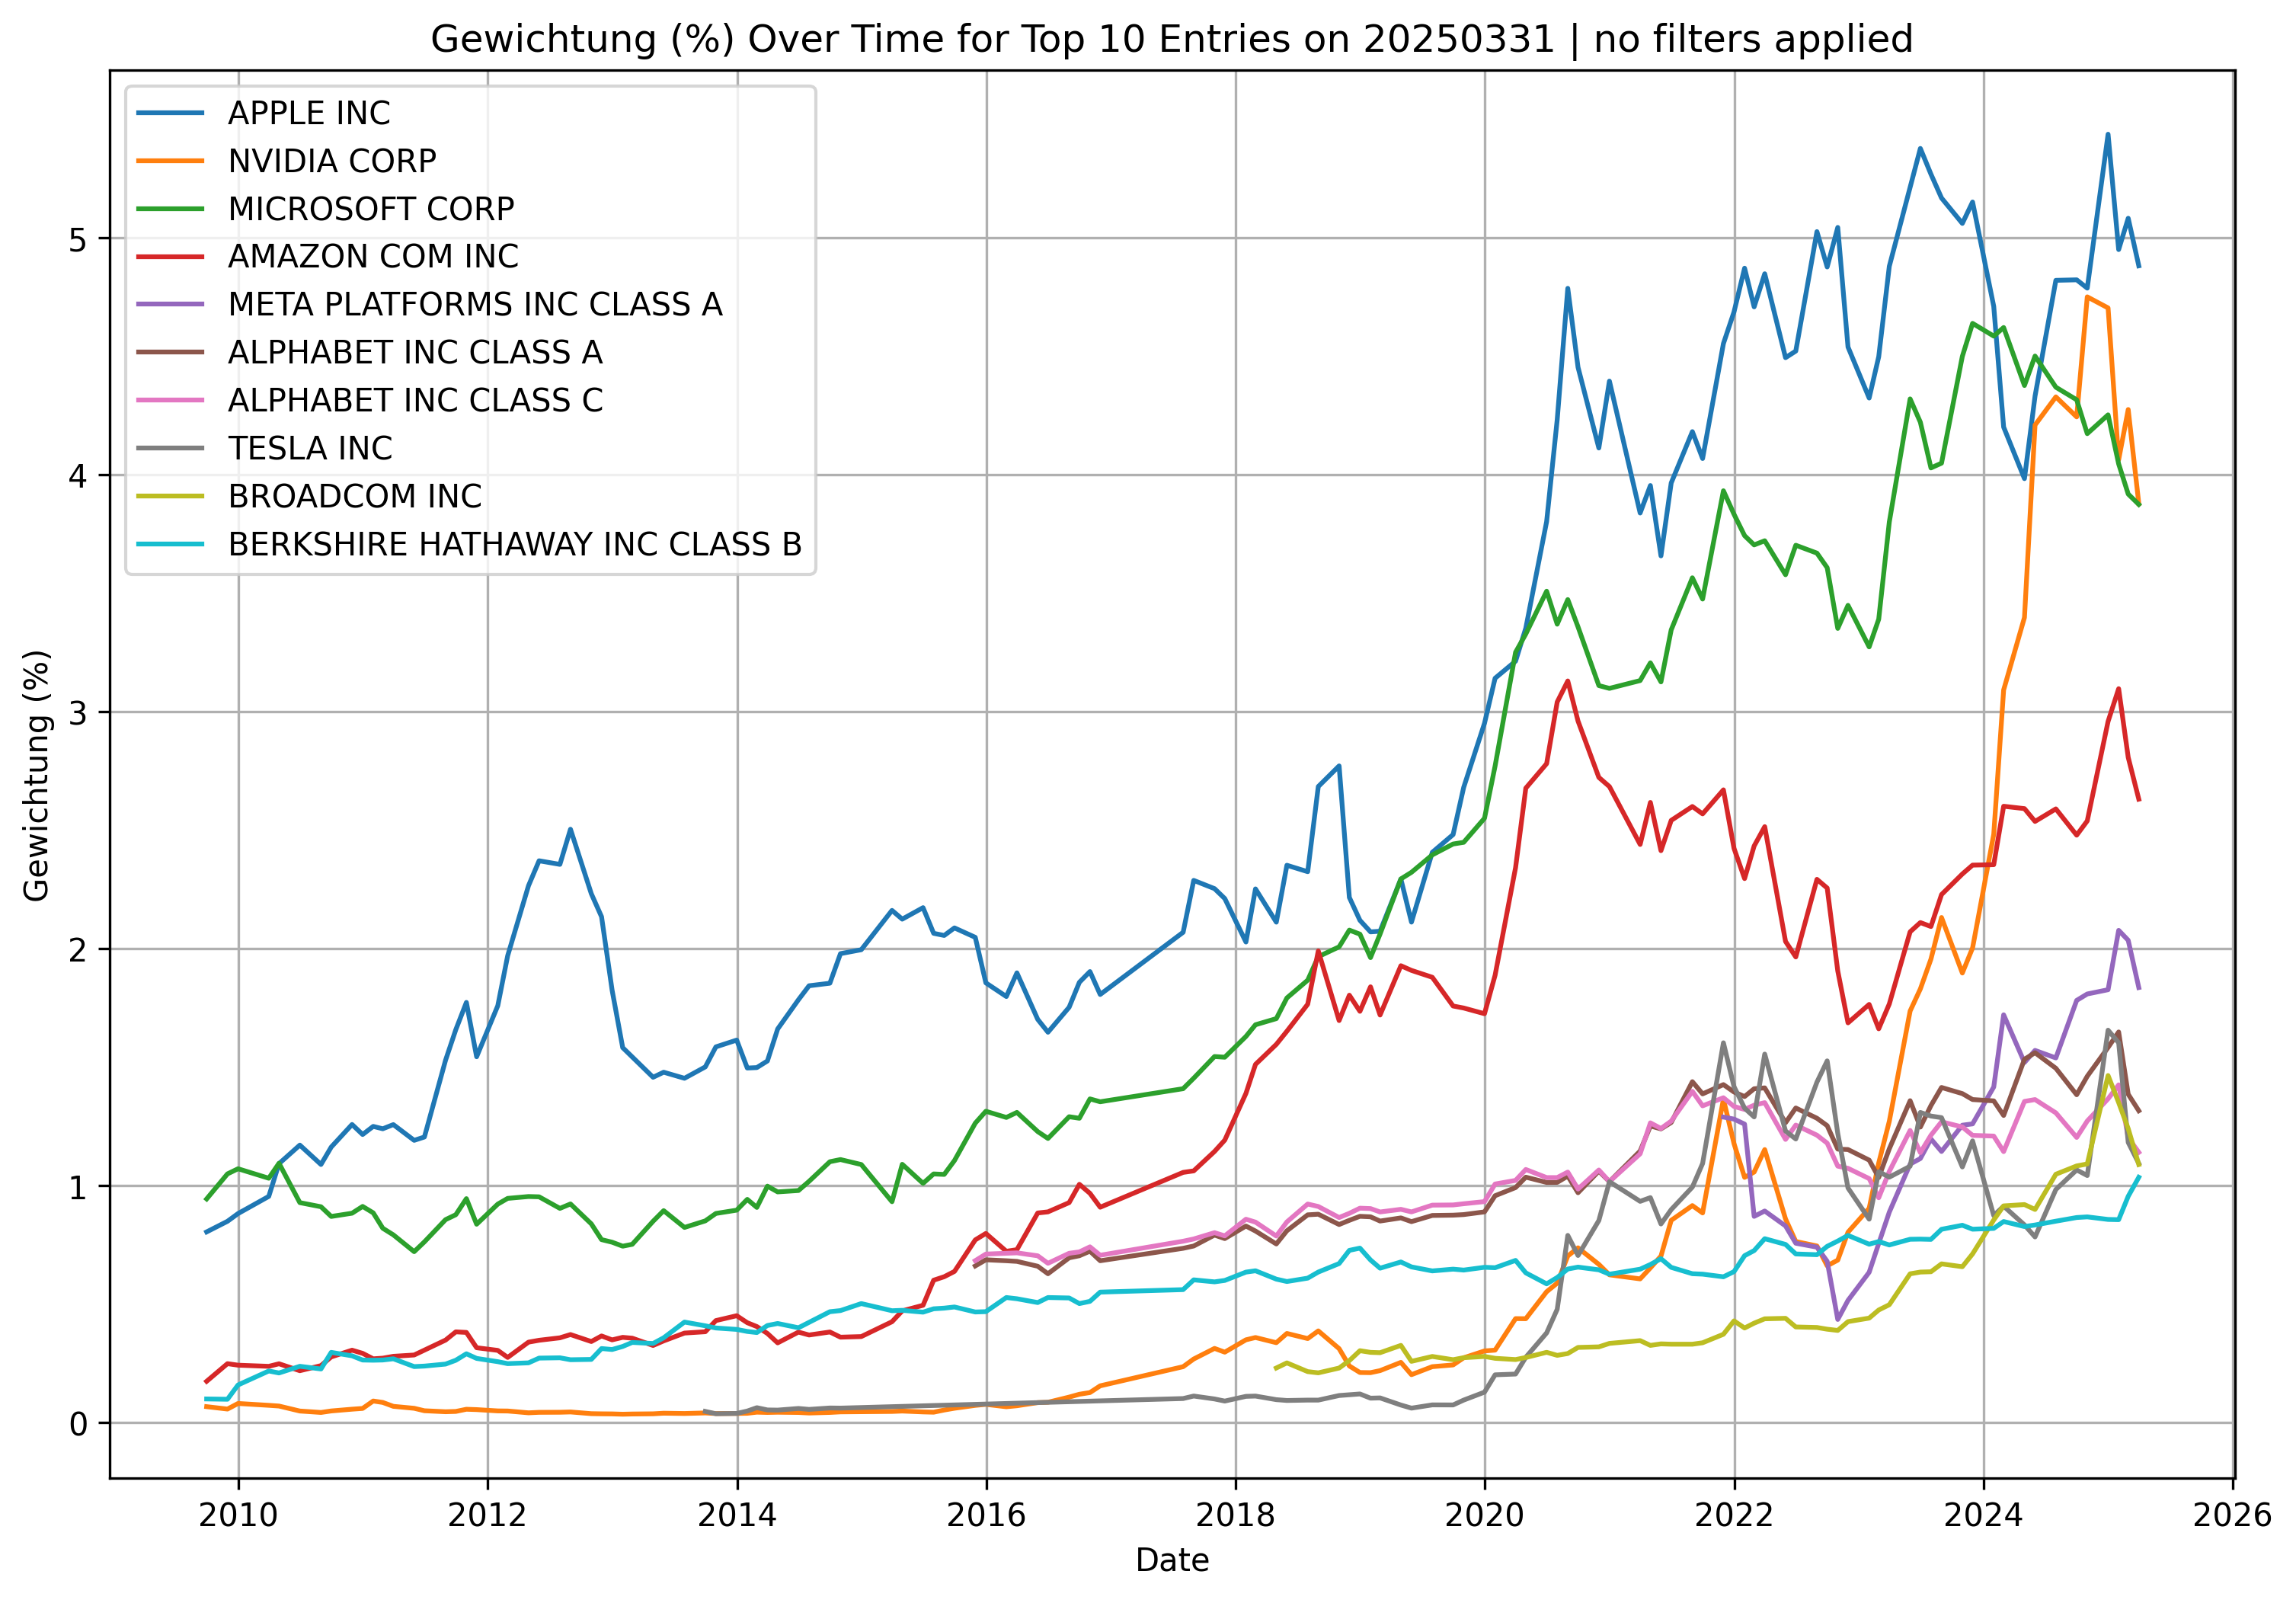 Gewichtung (%) Over Time for Top 10 Entries on 20250331 | no filters applied
APPLE INC
NVIDIA CORP
MICROSOFT CORP
AMAZON COM INC
META PLATFORMS INC CLASS A
ALPHABET INC CLASS A
ALPHABET INC CLASS C
TESLA INC
BROADCOM INC
BERKSHIRE HATHAWAY INC CLASS B
Gewichtung (%)
5
4
3
2
1
0
2010 2012 2014 2016 2018 2020 2022 2024 2026
Date